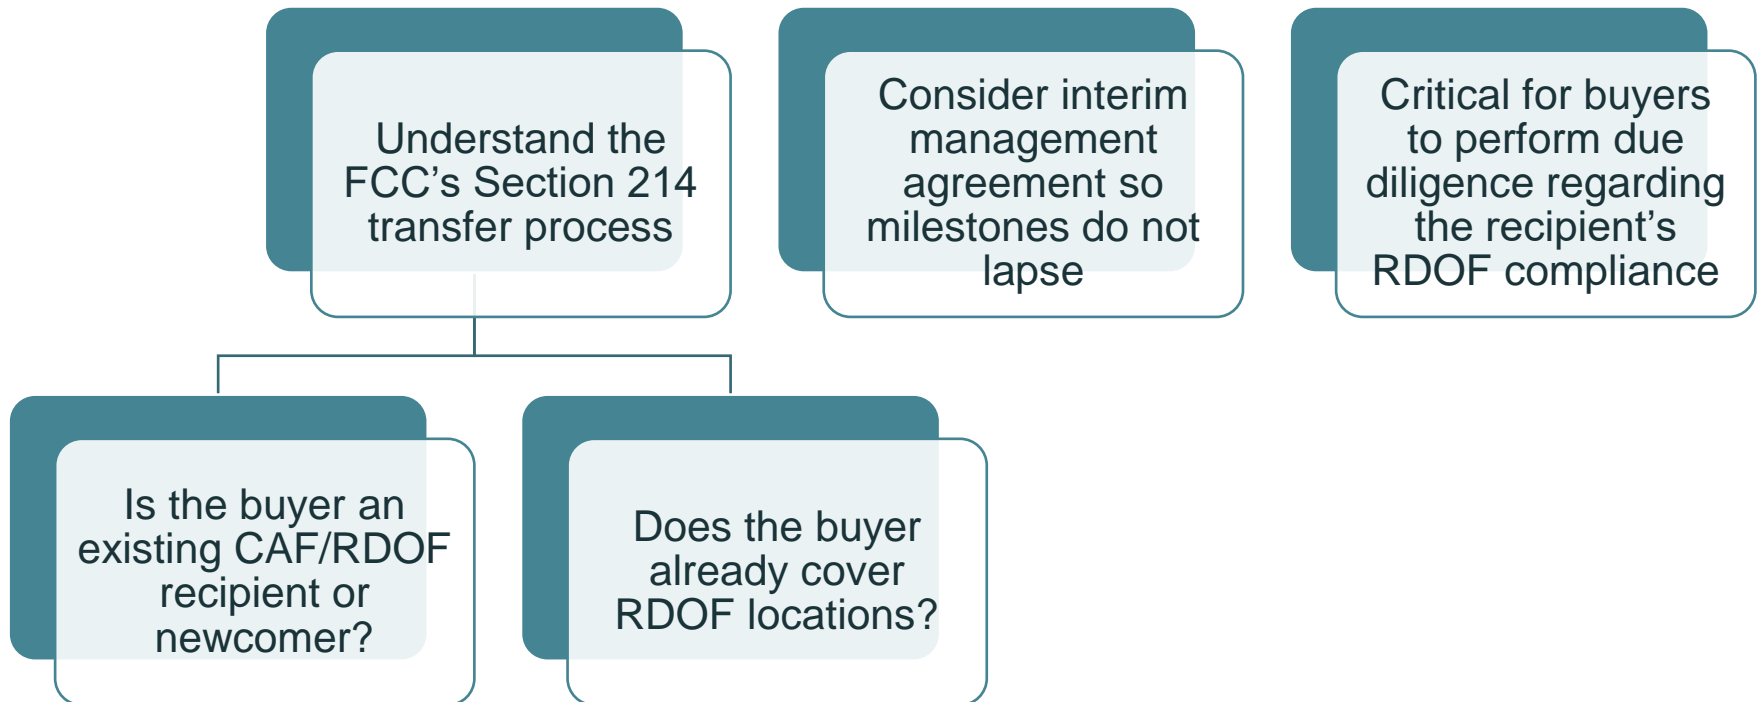 Understand the
FCC’s Section 214
transfer process
Consider interim
management
agreement so
milestones do not
lapse
Critical for buyers
to perform due
diligence regarding
the recipient’s
RDOF compliance
Is the buyer an
existing CAF/RDOF
recipient or
newcomer?
Does the buyer
already cover
RDOF locations?